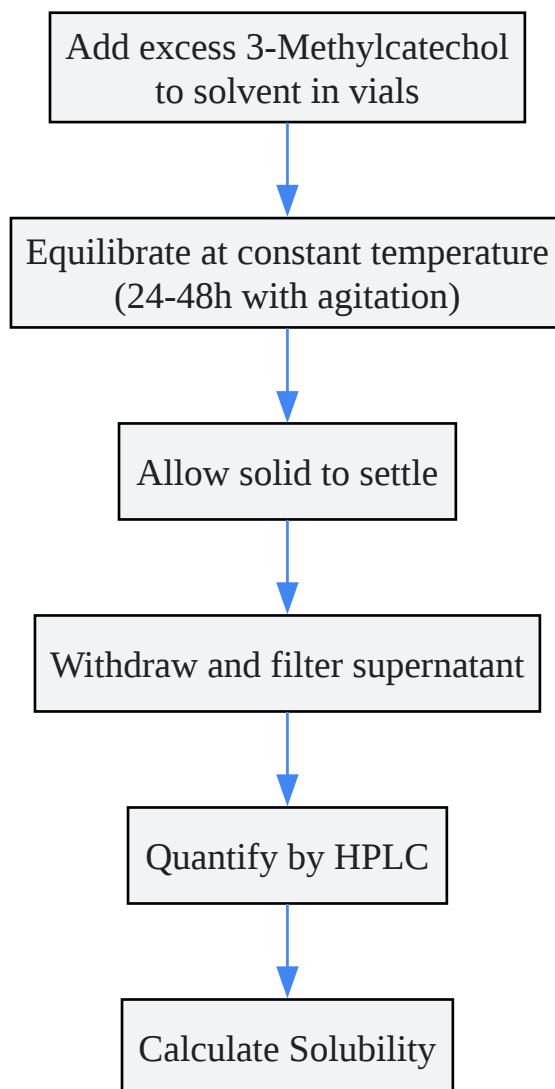 Add excess 3-Methylcatechol
to solvent in vials
Equilibrate at constant temperature
(24-48h with agitation)
Allow solid to settle
Withdraw and filter supernatant
Quantify by HPLC
Calculate Solubility